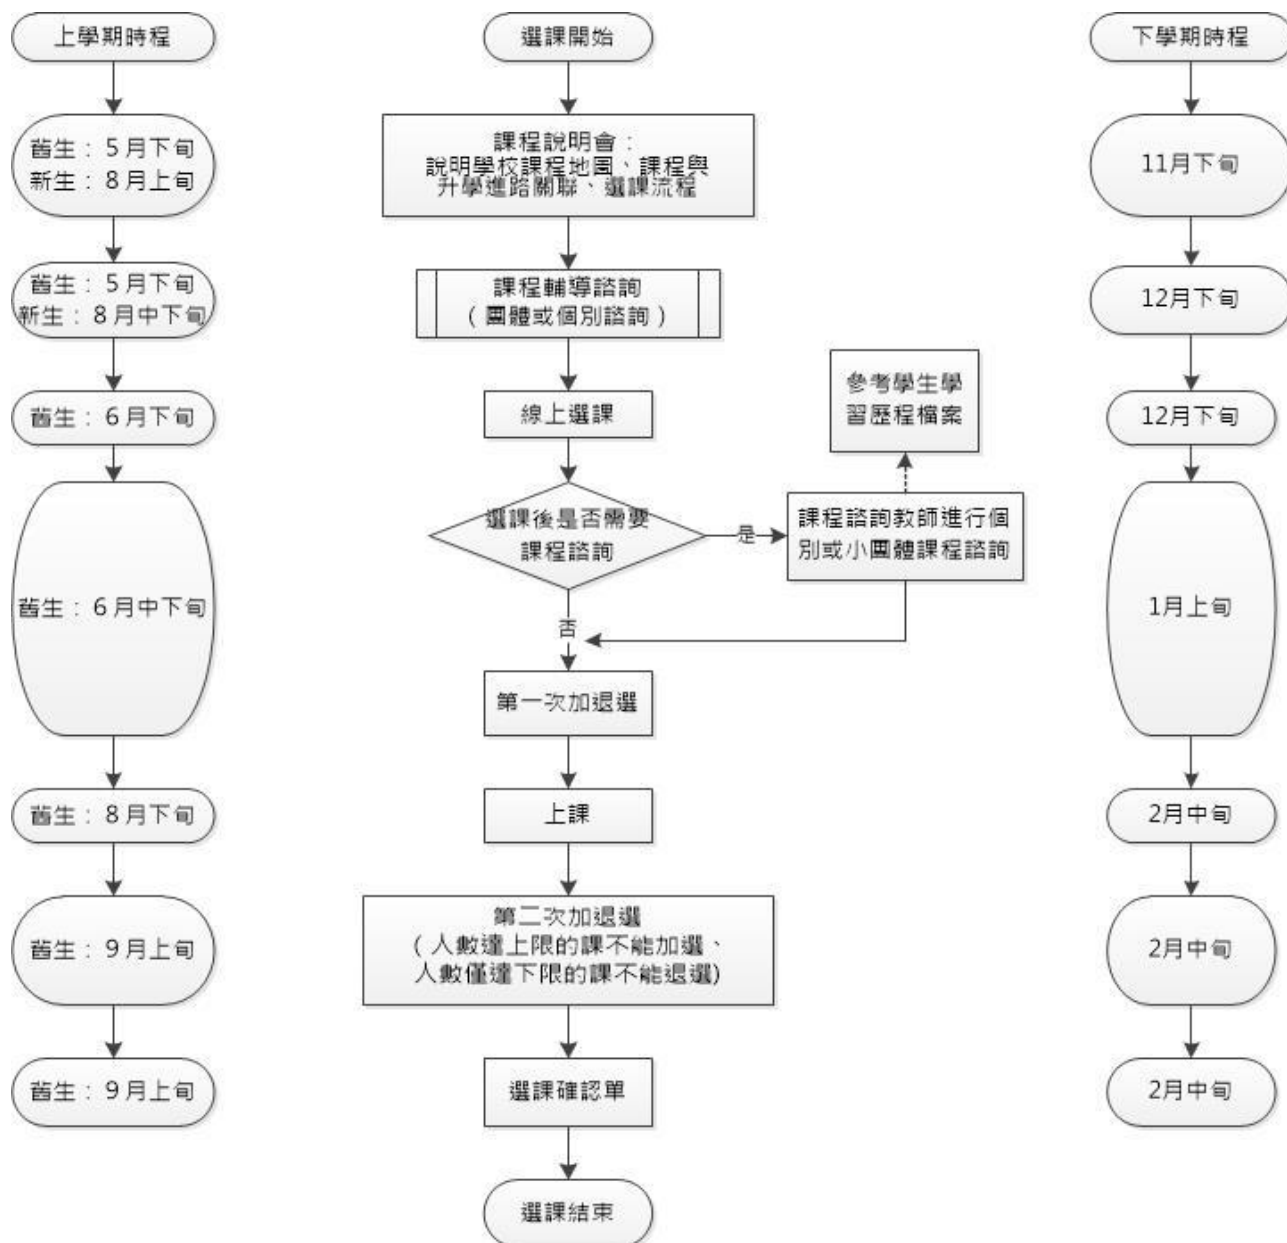 上學期時程
舊生：5月下旬
新生：8月上旬
舊生：5月下旬
新生：8月中下旬
舊生：6月下旬
舊生：6月中下旬
舊生：8月下旬
舊生：9月上旬
舊生：9月上旬
選課開始
課程說明會：
說明學校課程地圖、課程與
升學進路關聯、選課流程
課程輔導諮詢
（團體或個別諮詢）
線上選課
選課後是否需要
課程諮詢
是
課程諮詢教師進行個
別或小團體課程諮詢
參考學生學
習歷程檔案
否
第一次加退選
上課
第二次加退選
（人數達上限的課不能加選、
人數僅達下限的課不能退選)
選課確認單
選課結束
下學期時程
11月下旬
12月下旬
12月下旬
1月上旬
2月中旬
2月中旬
2月中旬